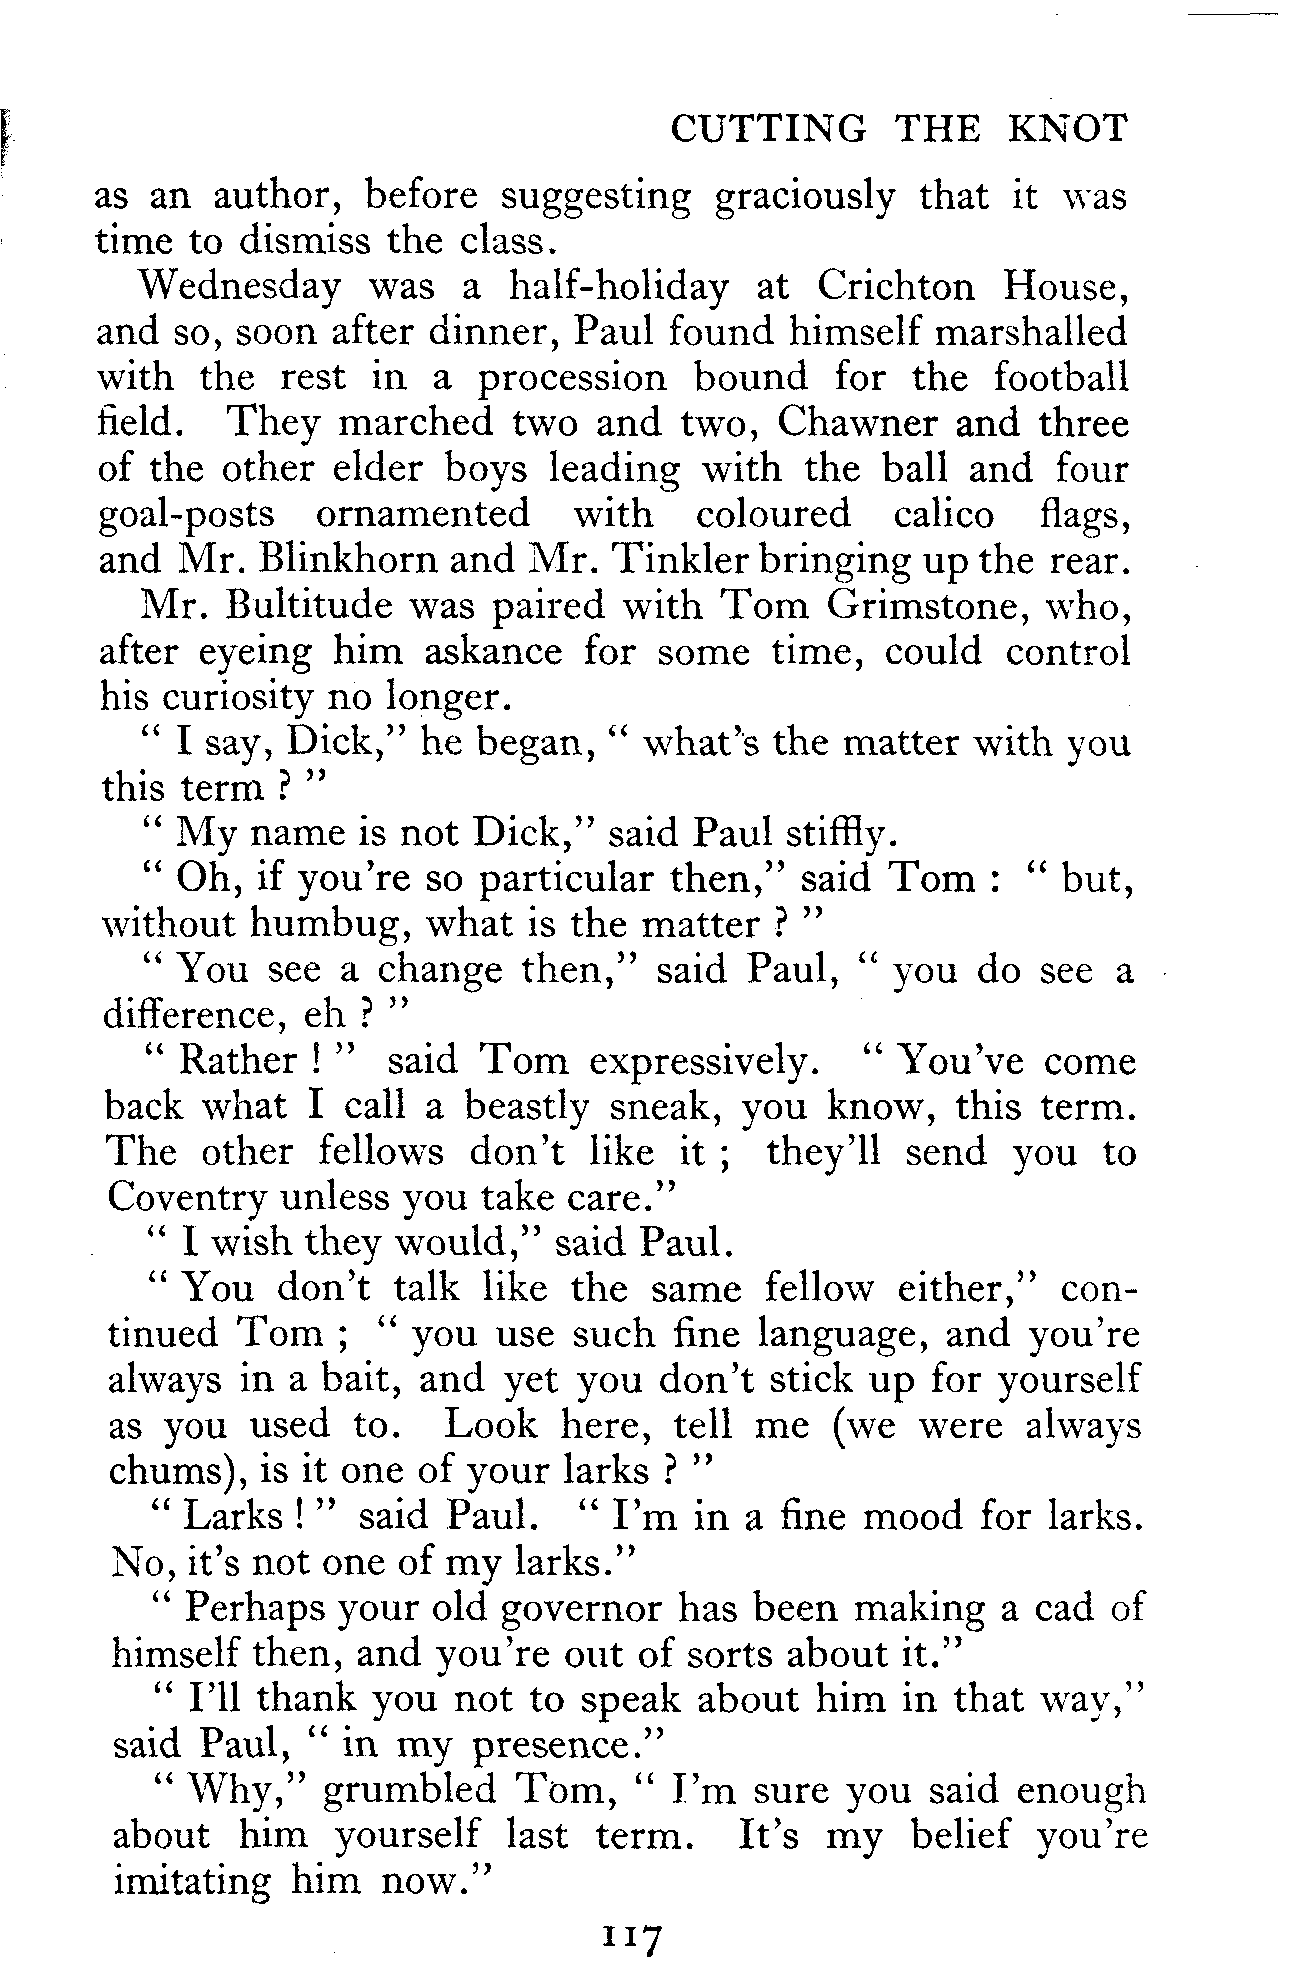 CUTTING THE KNOT
as an author, before suggesting graciously that it was
time to dismiss the class.
Wednesday was a half-holiday at Crichton House,
and so, soon after dinner, Paul found himself marshalled
with the rest in a procession bound for the football
field. They marched two and two, Chawner and three
of the other elder boys leading with the ball and four
goal-posts ornamented with coloured calico flags,
and Mr. Blinkhorn and Mr. Tinkler bringing up the rear.
Mr. Bultitude was paired with Tom Grimstone, who,
after eyeing him askance for some time, could control
his curiosity no longer.
“ I say, Dick,” he began, “ what's the matter with you
this term ? ”
“ My name is not Dick,” said Paul stiffly.
“ Oh, if you're so particular then,” said Tom : “ but,
without humbug, what is the matter ? ”
“ You see a change then,” said Paul, “ you do see a
difference, eh ? ”
“ Rather ! ” said Tom expressively. “ You've come
back what I call a beastly sneak, you know, this term.
The other fellows don't like it ; they'll send you to
Coventry unless you take care.”
“ I wish they would,” said Paul.
“ You don't talk like the same fellow either,” con-
tinued Tom ; “ you use such fine language, and you're
always in a bait, and yet you don't stick up for yourself
as you used to. Look here, tell me (we were always
chums), is it one of your larks ? ”
“ Larks ! ” said Paul. “ I'm in a fine mood for larks.
No, it's not one of my larks.”
“ Perhaps your old governor has been making a cad of
himself then, and you're out of sorts about it.”
“ I'll thank you not to speak about him in that way,”
said Paul, “ in my presence.”
“ Why,” grumbled Tom, “ I'm sure you said enough
about him yourself last term. It's my belief you're
imitating him now.”
117